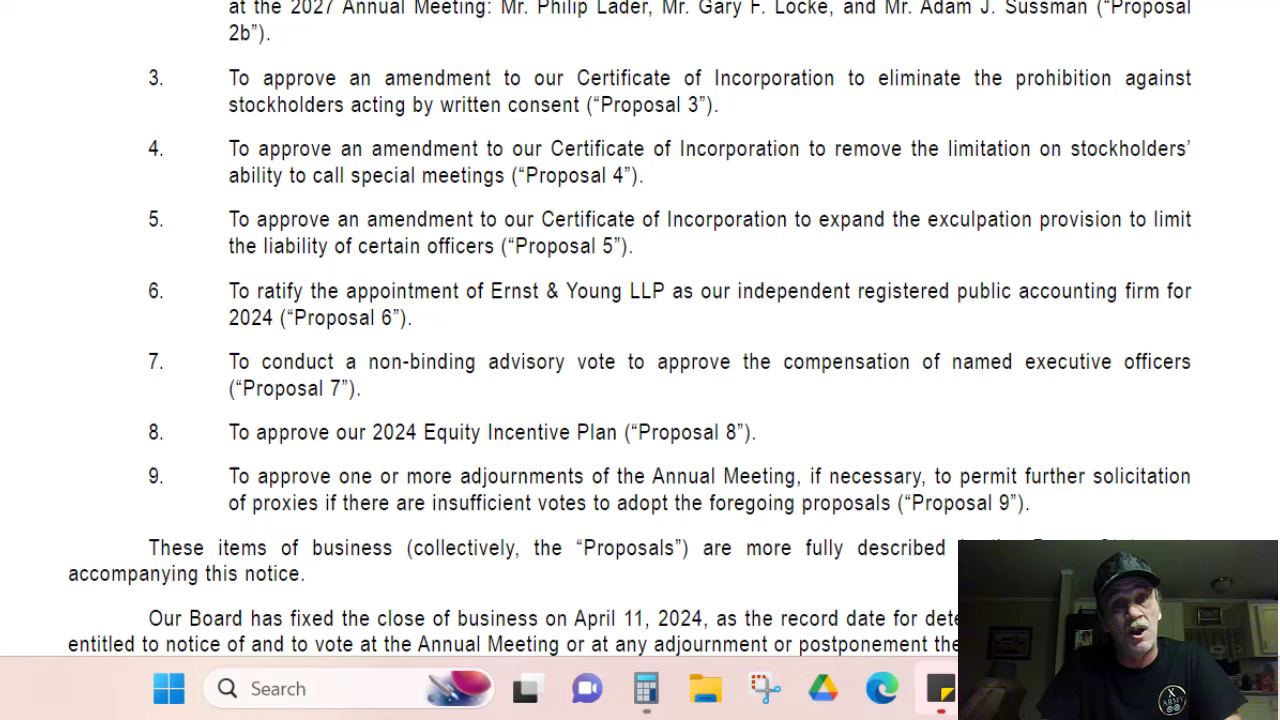 at the 2027 Annual Meeting: Mr. Philip Lader, Mr. Gary F. Locke, and Mr. Adam J. Sussman (“Proposal
2b”).
3. To approve an amendment to our Certificate of Incorporation to eliminate the prohibition against
stockholders acting by written consent (“Proposal 3”).
4. To approve an amendment to our Certificate of Incorporation to remove the limitation on stockholders’
ability to call special meetings (“Proposal 4”).
5. To approve an amendment to our Certificate of Incorporation to expand the exculpation provision to limit
the liability of certain officers (“Proposal 5”).
6. To ratify the appointment of Ernst & Young LLP as our independent registered public accounting firm for
2024 (“Proposal 6”).
7. To conduct a non-binding advisory vote to approve the compensation of named executive officers
(“Proposal 7”).
8. To approve our 2024 Equity Incentive Plan (“Proposal 8”).
9. To approve one or more adjournments of the Annual Meeting, if necessary, to permit further solicitation
of proxies if there are insufficient votes to adopt the foregoing proposals (“Proposal 9”).
These items of business (collectively, the “Proposals”) are more fully described
accompanying this notice.
Our Board has fixed the close of business on April 11, 2024, as the record date for
entitled to notice of and to vote at the Annual Meeting or at any adjournment or postponement
Search
X
ARMY